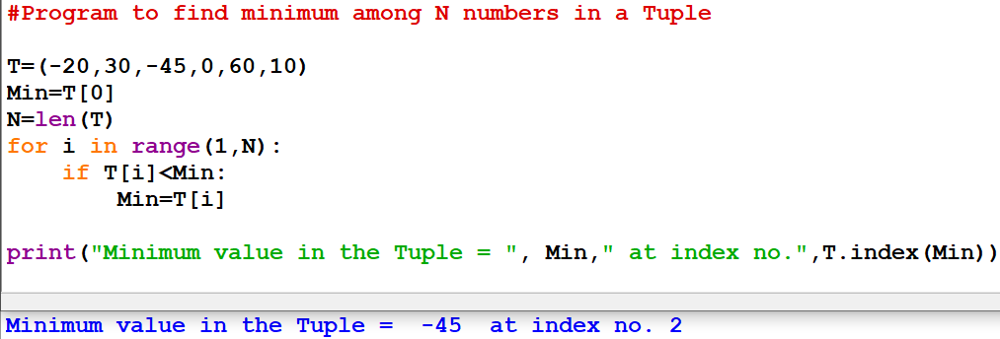 #Program to find minimum among N numbers in a Tuple
T=(-20,30,-45,0,60,10)
Min=T[0]
N=len(T)
for i in range(1,N):
    if T[i]<Min:
        Min=T[i]
print("Minimum value in the Tuple = ", Min," at index no.",T.index(Min))
Minimum value in the Tuple =  -45  at index no. 2